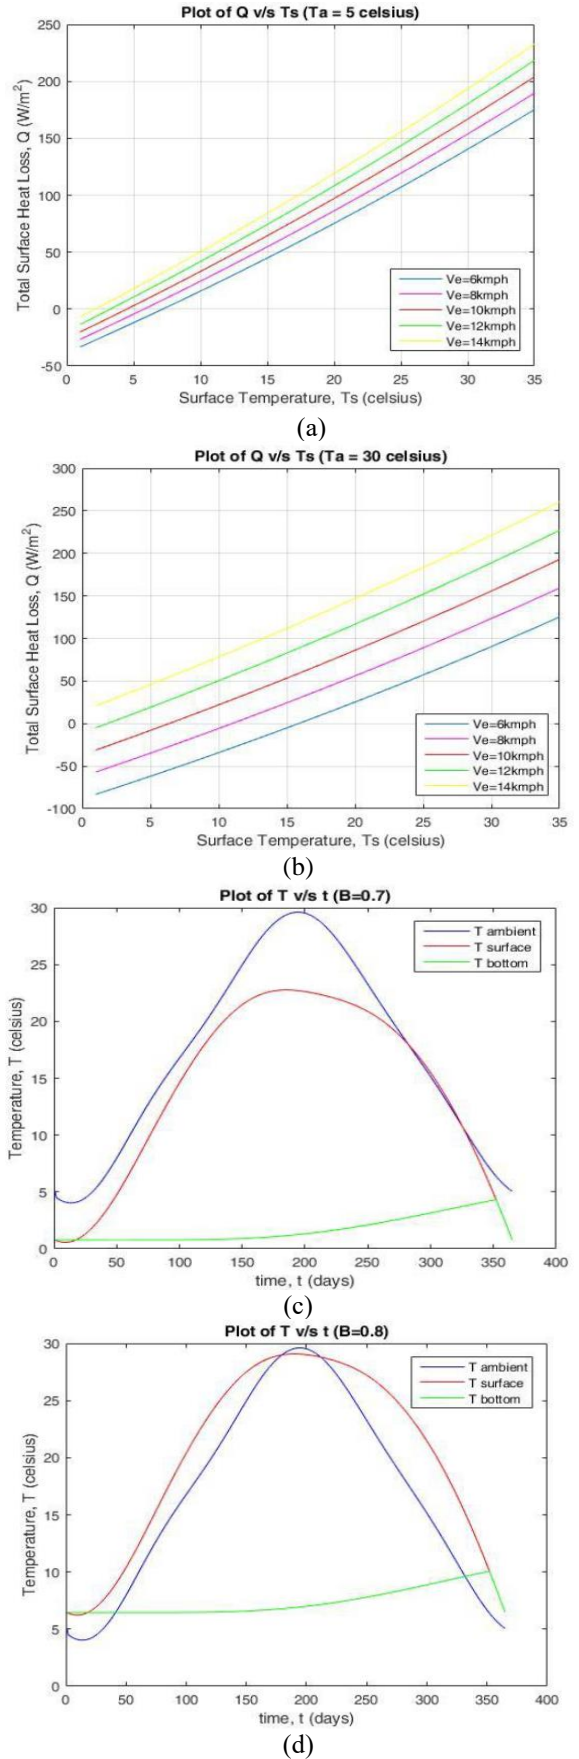 Plot of Q v/s Ts (Ta = 5 celsius)
Total Surface Heat Loss, Q (W/m²)
250
200
150
100
50
0
-50
Ve=6kmph
Ve=8kmph
Ve=10kmph
Ve=12kmph
Ve=14kmph
0 5 10 15 20 25 30 35
Surface Temperature, Ts (celsius)
(a)
Plot of Q v/s Ts (Ta = 30 celsius)
Total Surface Heat Loss, Q (W/m²)
300
250
200
150
100
50
0
-50
-100
Ve=6kmph
Ve=8kmph
Ve=10kmph
Ve=12kmph
Ve=14kmph
0 5 10 15 20 25 30 35
Surface Temperature, Ts (celsius)
(b)
Plot of T v/s t (B=0.7)
Temperature, T (celsius)
30
25
20
15
10
5
0
T ambient
T surface
T bottom
0 50 100 150 200 250 300 350 400
time, t (days)
(c)
Plot of T v/s t (B=0.8)
Temperature, T (celsius)
30
25
20
15
10
5
0
T ambient
T surface
T bottom
0 50 100 150 200 250 300 350 400
time, t (days)
(d)